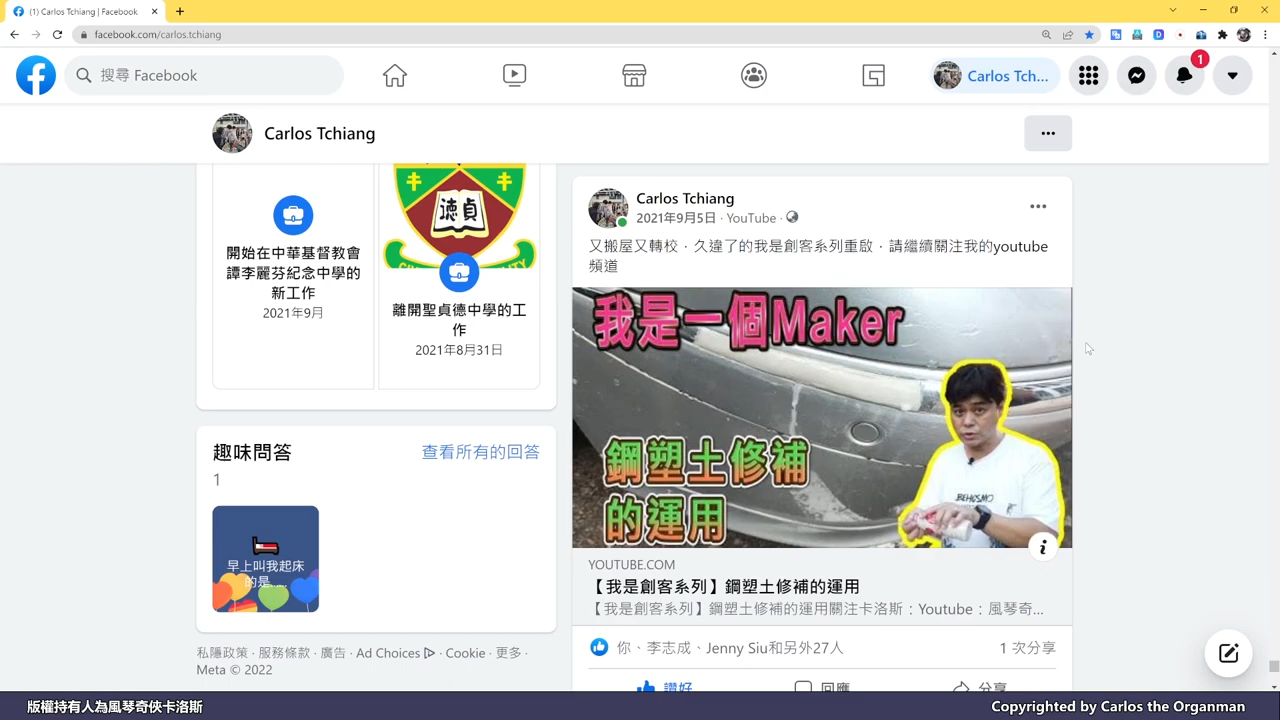 (1) Carlos Tchiang | Facebook
facebook.com/carlos.tchiang
搜尋 Facebook
Carlos Tch...
1
Carlos Tchiang
開始在中華基督教會
譚李麗芬紀念中學的
新工作
2021年9月
德貞
離開聖貞德中學的工
作
2021年8月31日
趣味問答
查看所有的回答
1
早上叫我起床
的是......
私隱政策 · 服務條款 · 廣告 · Ad Choices · Cookie · 更多 ·
Meta © 2022
Carlos Tchiang
2021年9月5日 · YouTube ·
又搬屋又轉校，久違了的我是創客系列重啟，請繼續關注我的youtube
頻道
我是一個Maker
鋼塑土修補
的運用
YOUTUBE.COM
【我是創客系列】鋼塑土修補的運用
【我是創客系列】鋼塑土修補的運用關注卡洛斯：Youtube：風琴奇...
你、李志成、Jenny Siu和另外27人
1 次分享
讚好
回應
分享
版權持有人為風琴奇俠卡洛斯
Copyrighted by Carlos the Organman